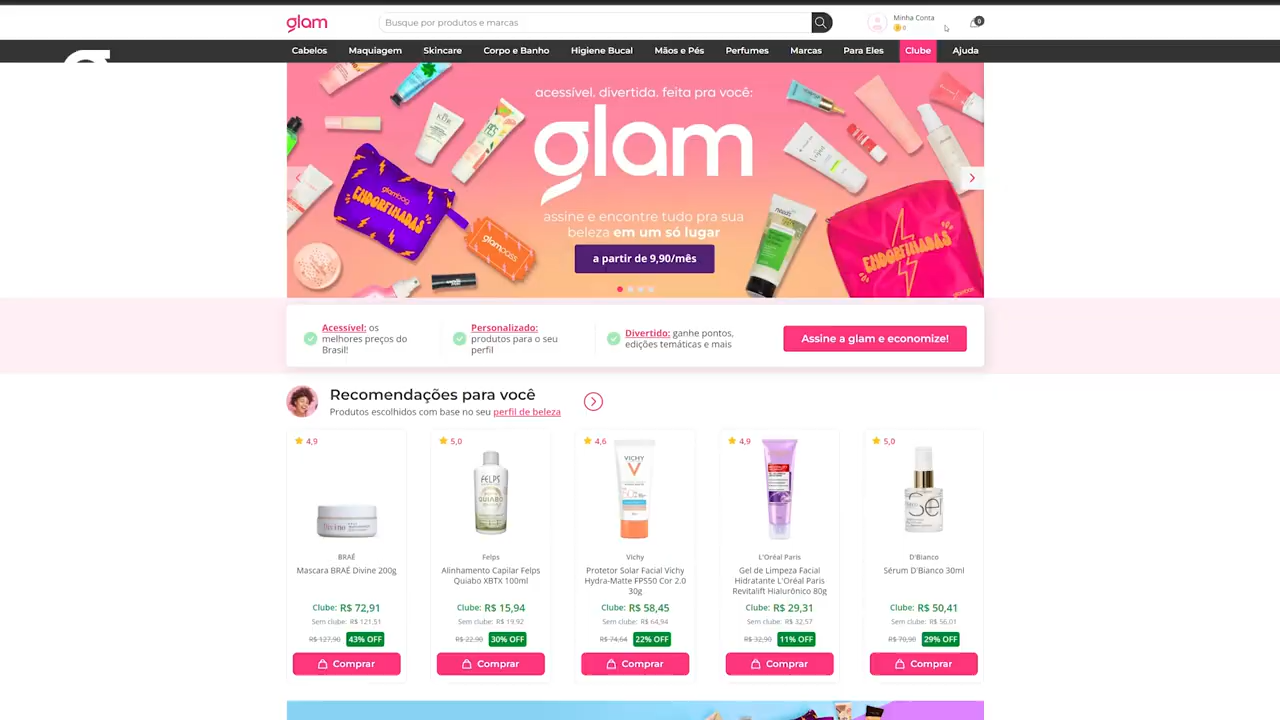 glam
Busque por produtos e marcas
Minha Conta
0
0
Cabelos Maquiagem Skincare Corpo e Banho Higiene Bucal Mãos e Pés Perfumes Marcas Para Eles Clube Ajuda
acessível. divertida. feita pra você:
glam
assine e encontre tudo pra sua
beleza em um só lugar
a partir de 9,90/mês
glambag
ENDORFINADAS
glampass
ENDORFINADAS
Acessível: os
melhores preços do
Brasil!
Personalizado:
produtos para o seu
perfil
Divertido: ganhe pontos,
edições temáticas e mais
Assine a glam e economize!
Recomendações para você
Produtos escolhidos com base no seu perfil de beleza
4,9
BRAÉ
Mascara BRAÉ Divine 200g
Clube: R$ 72,91
Sem clube: R$ 121,51
R$ 127,90 43% OFF
Comprar
5,0
FELPS
QUIABO
Felps
Alinhamento Capilar Felps
Quiabo XBTX 100ml
Clube: R$ 15,94
Sem clube: R$ 19,92
R$ 22,90 30% OFF
Comprar
4,6
VICHY
Vichy
Protetor Solar Facial Vichy
Hydra-Matte FPS50 Cor 2.0
30g
Clube: R$ 58,45
Sem clube: R$ 64,94
R$ 74,64 22% OFF
Comprar
4,9
L'Oréal Paris
Gel de Limpeza Facial
Hidratante L'Oréal Paris
Revitalift Hialurônico 80g
Clube: R$ 29,31
Sem clube: R$ 32,57
R$ 32,90 11% OFF
Comprar
5,0
D'Bianco
Sérum D'Bianco 30ml
Clube: R$ 50,41
Sem clube: R$ 56,01
R$ 70,90 29% OFF
Comprar